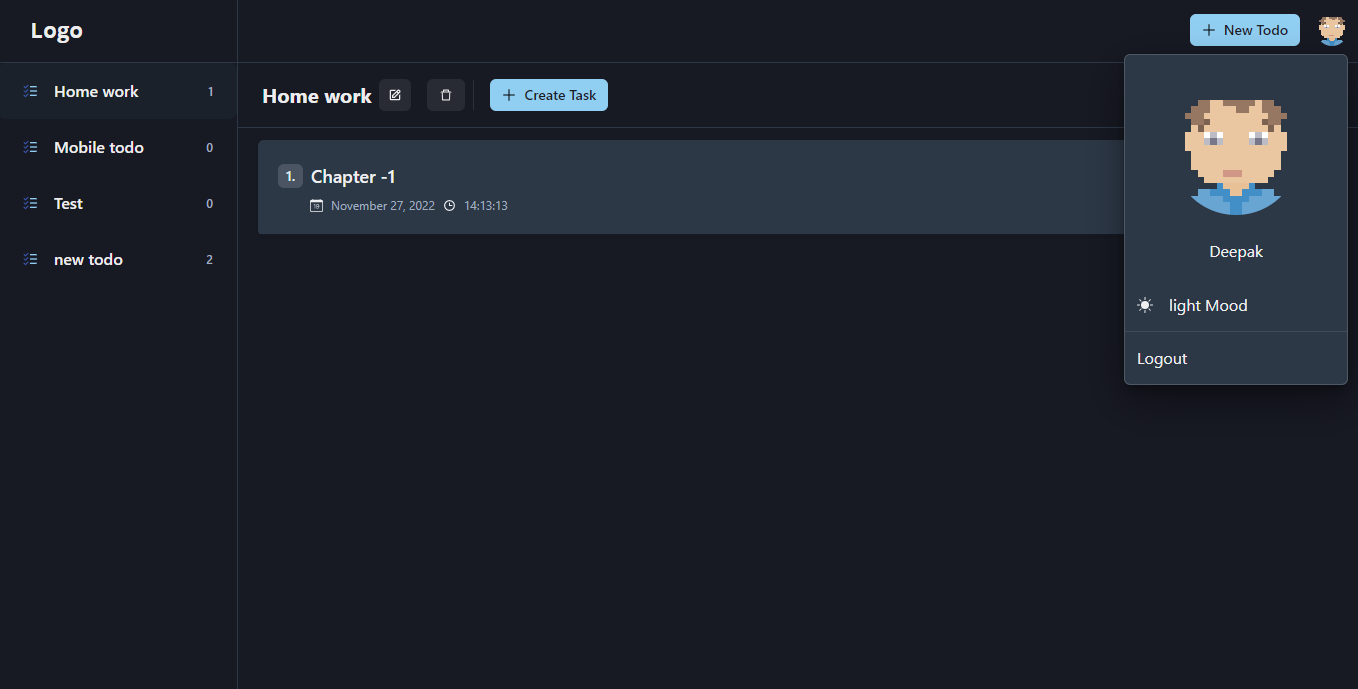 Logo
+ New Todo
Home work 1
Mobile todo 0
Test 0
new todo 2
Home work
+ Create Task
1. Chapter -1
November 27, 2022 14:13:13
Deepak
light Mood
Logout